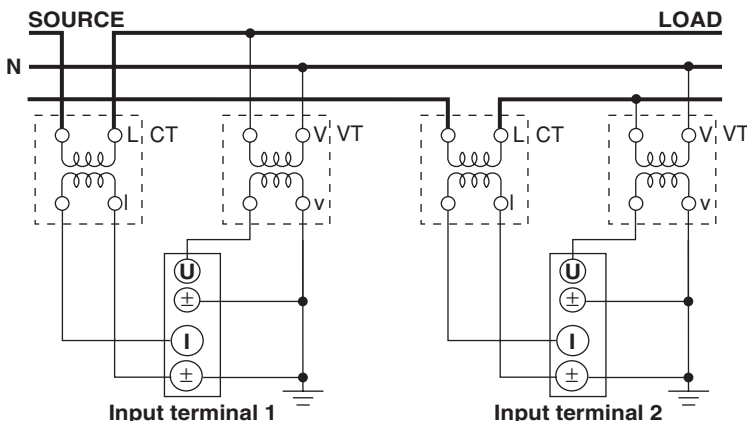 SOURCE LOAD
N
L CT V VT L CT V VT
l v l v
U U
± ±
I I
± ±
Input terminal 1 Input terminal 2